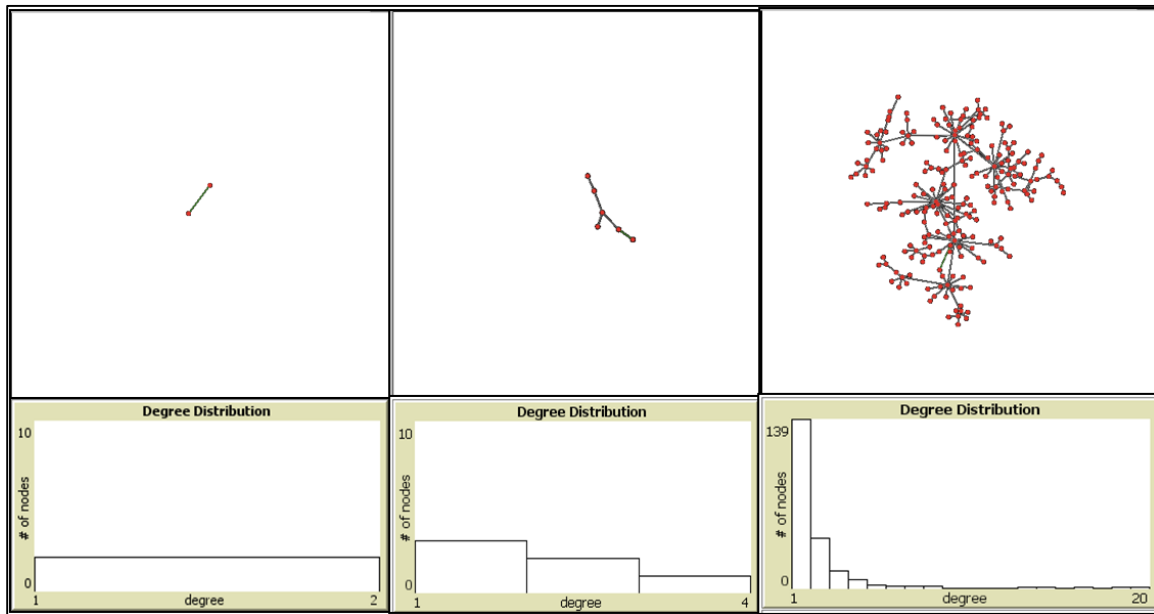 Degree Distribution
10
# of nodes
0
1
degree
2
Degree Distribution
10
# of nodes
0
1
degree
4
Degree Distribution
139
# of nodes
0
1
degree
20